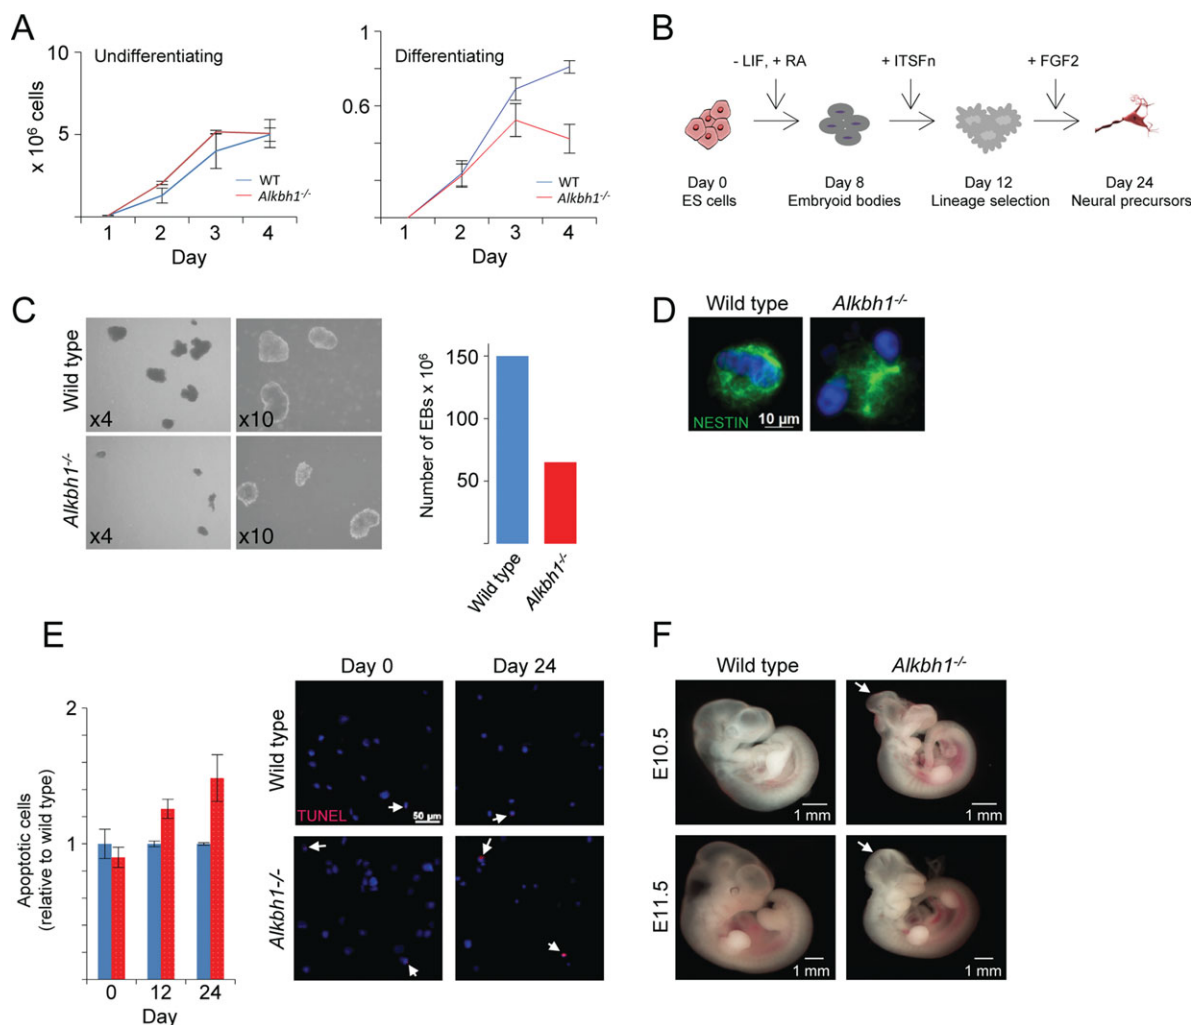 A
Undifferentiating
10
5
x 10⁶ cells
WT
Alkbh1⁻/⁻
1 2 3 4
Day
Differentiating
1
0.6
0
WT
Alkbh1⁻/⁻
1 2 3 4
Day
B
- LIF, + RA
+ ITSFn
+ FGF2
Day 0
ES cells
Day 8
Embryoid bodies
Day 12
Lineage selection
Day 24
Neural precursors
C
Wild type
x4
x10
Alkbh1⁻/⁻
x4
x10
Number of EBs x 10⁶
150
100
50
Wild type
Alkbh1⁻/⁻
D
Wild type
Alkbh1⁻/⁻
NESTIN
10 µm
E
Apoptotic cells
(relative to wild type)
2
1
0 12 24
Day
Day 0
Day 24
Wild type
TUNEL
50 µm
Alkbh1-/-
F
Wild type
Alkbh1⁻/⁻
E10.5
1 mm
1 mm
E11.5
1 mm
1 mm